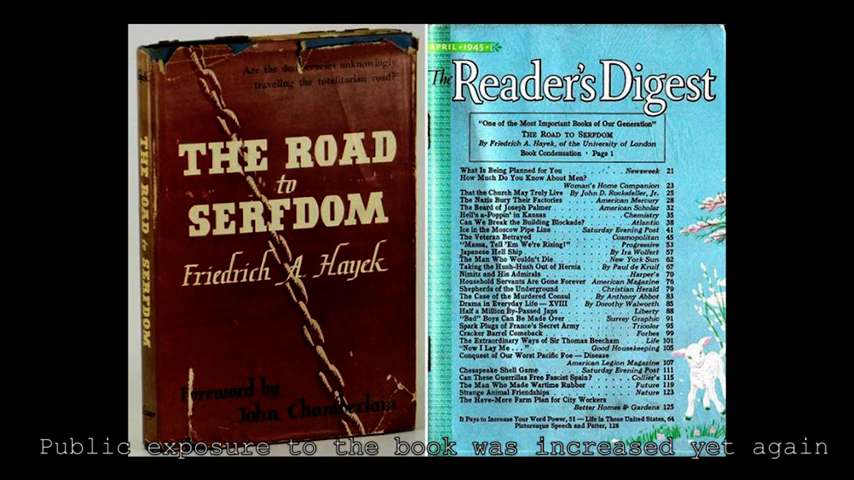 Are the democracies unknowingly
traveling the totalitarian road?
THE ROAD
to
SERFDOM
Friedrich A. Hayek
Foreword by
John Chamberlain
THE ROAD to SERFDOM
APRIL 1945
The Reader's Digest
"One of the Most Important Books of Our Generation"
THE ROAD TO SERFDOM
By Friedrich A. Hayek, of the University of London
Book Condensation · Page 1
What Is Being Planned for You . . . . Newsweek 21
How Much Do You Know About Men?
Woman's Home Companion 23
That the Church May Truly Live By John D. Rockefeller, Jr. 25
The Nazis Bury Their Factories . . American Mercury 28
The Beard of Joseph Palmer . . American Scholar 32
Hell's a-Poppin' in Kansas . . . Chemistry 35
Can We Break the Building Blockade? . . Atlantic 38
Ice in the Moscow Pipe Line . . Saturday Evening Post 41
The Veteran Betrayed . . . Cosmopolitan 45
"Massa, Tell 'Em We're Rising!" . . . Progressive 53
Japanese Hell Ship . . . By Ira Wolfert 57
The Man Who Wouldn't Die . . . New York Sun 62
Taking the Hush-Hush Out of Hernia . By Paul de Kruif 67
Nimitz and His Admirals . . . Harper's 70
Household Servants Are Gone Forever . American Magazine 76
Shepherds of the Underground . . Christian Herald 79
The Case of the Murdered Consul . By Anthony Abbot 83
Drama in Everyday Life — XVIII . By Dorothy Walworth 85
Half a Million By-Passed Japs . . . Liberty 88
"Bad" Boys Can Be Made Over . . Survey Graphic 91
Spark Plugs of France's Secret Army . . Tricolor 95
Cracker Barrel Comeback . . . Forbes 99
The Extraordinary Ways of Sir Thomas Beecham . Life 101
"Now I Lay Me . . ." . . Good Housekeeping 105
Conquest of Our Worst Pacific Foe — Disease
American Legion Magazine 107
Chesapeake Shell Game . . Saturday Evening Post 111
Can These Guerrillas Free Fascist Spain? . . Collier's 115
The Man Who Made Wartime Rubber . . Future 119
Strange Animal Friendships . . . Nature 123
The Have-More Farm Plan for City Workers
Better Homes & Gardens 125
It Pays to Increase Your Word Power, 51 — Life in These United States, 64
Picturesque Speech and Patter, 128
Public exposure to the book was increased yet again